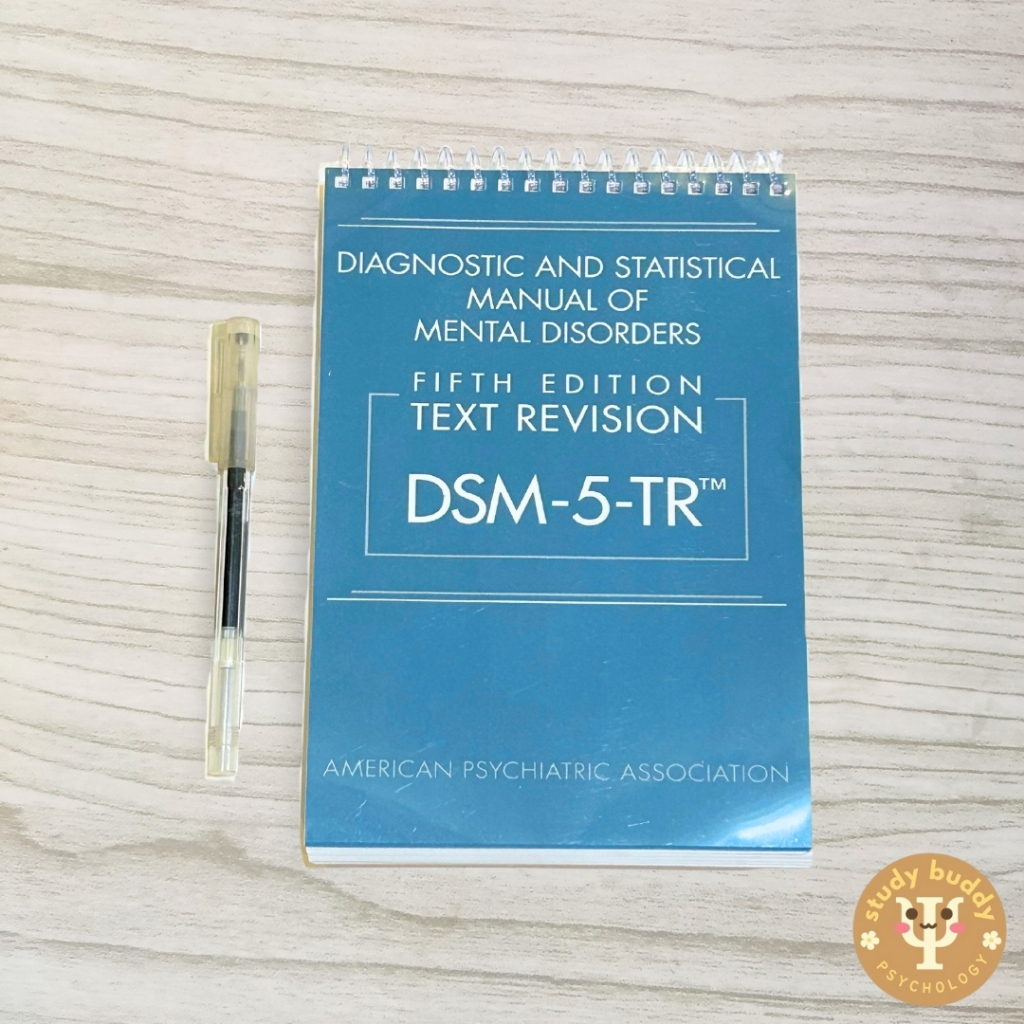 DIAGNOSTIC AND STATISTICAL
MANUAL OF
MENTAL DISORDERS
FIFTH EDITION
TEXT REVISION
DSM-5-TR™
AMERICAN PSYCHIATRIC ASSOCIATION
study buddy
PSYCHOLOGY